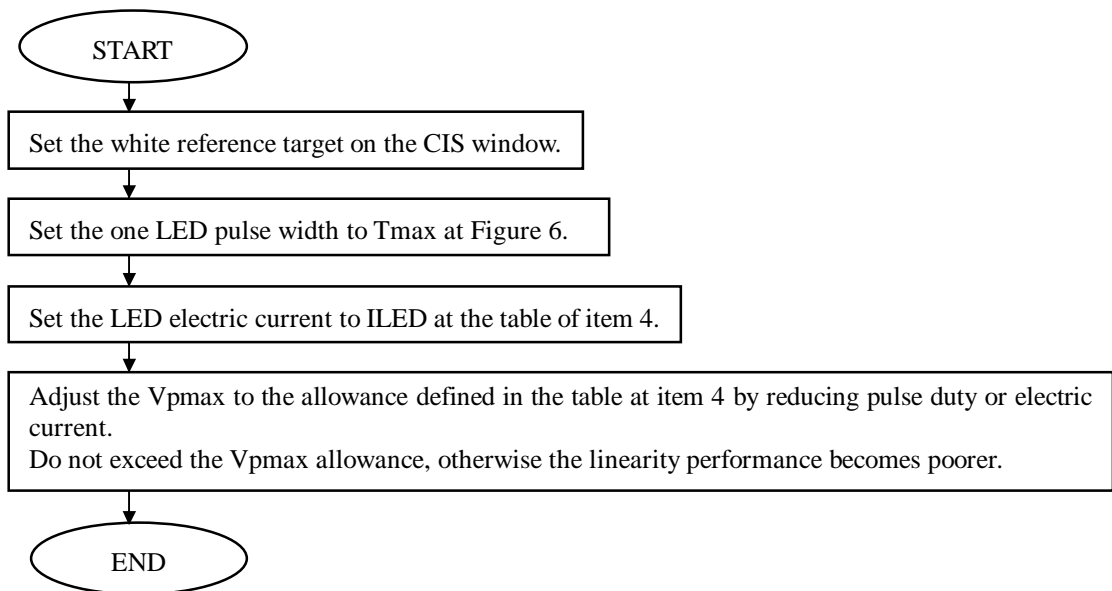 START
Set the white reference target on the CIS window.
Set the one LED pulse width to Tmax at Figure 6.
Set the LED electric current to ILED at the table of item 4.
Adjust the Vpmax to the allowance defined in the table at item 4 by reducing pulse duty or electric
current.
Do not exceed the Vpmax allowance, otherwise the linearity performance becomes poorer.
END